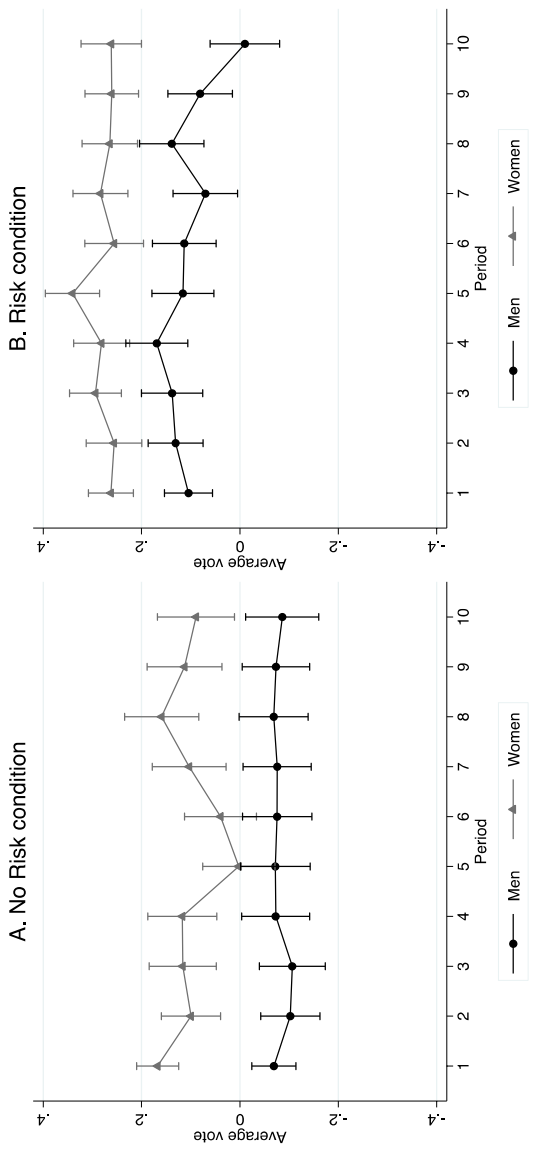 A. No Risk condition
Average vote
.4
.2
0
-.2
-.4
1 2 3 4 5 6 7 8 9 10
Period
Men Women
B. Risk condition
Average vote
.4
.2
0
-.2
-.4
1 2 3 4 5 6 7 8 9 10
Period
Men Women